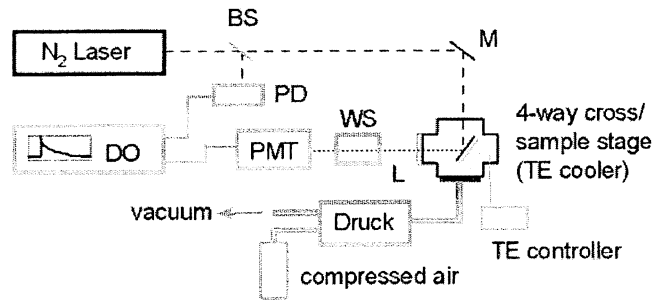 BS
N₂ Laser
M
PD
WS
4-way cross/
sample stage
(TE cooler)
DO
PMT
L
vacuum
Druck
TE controller
compressed air